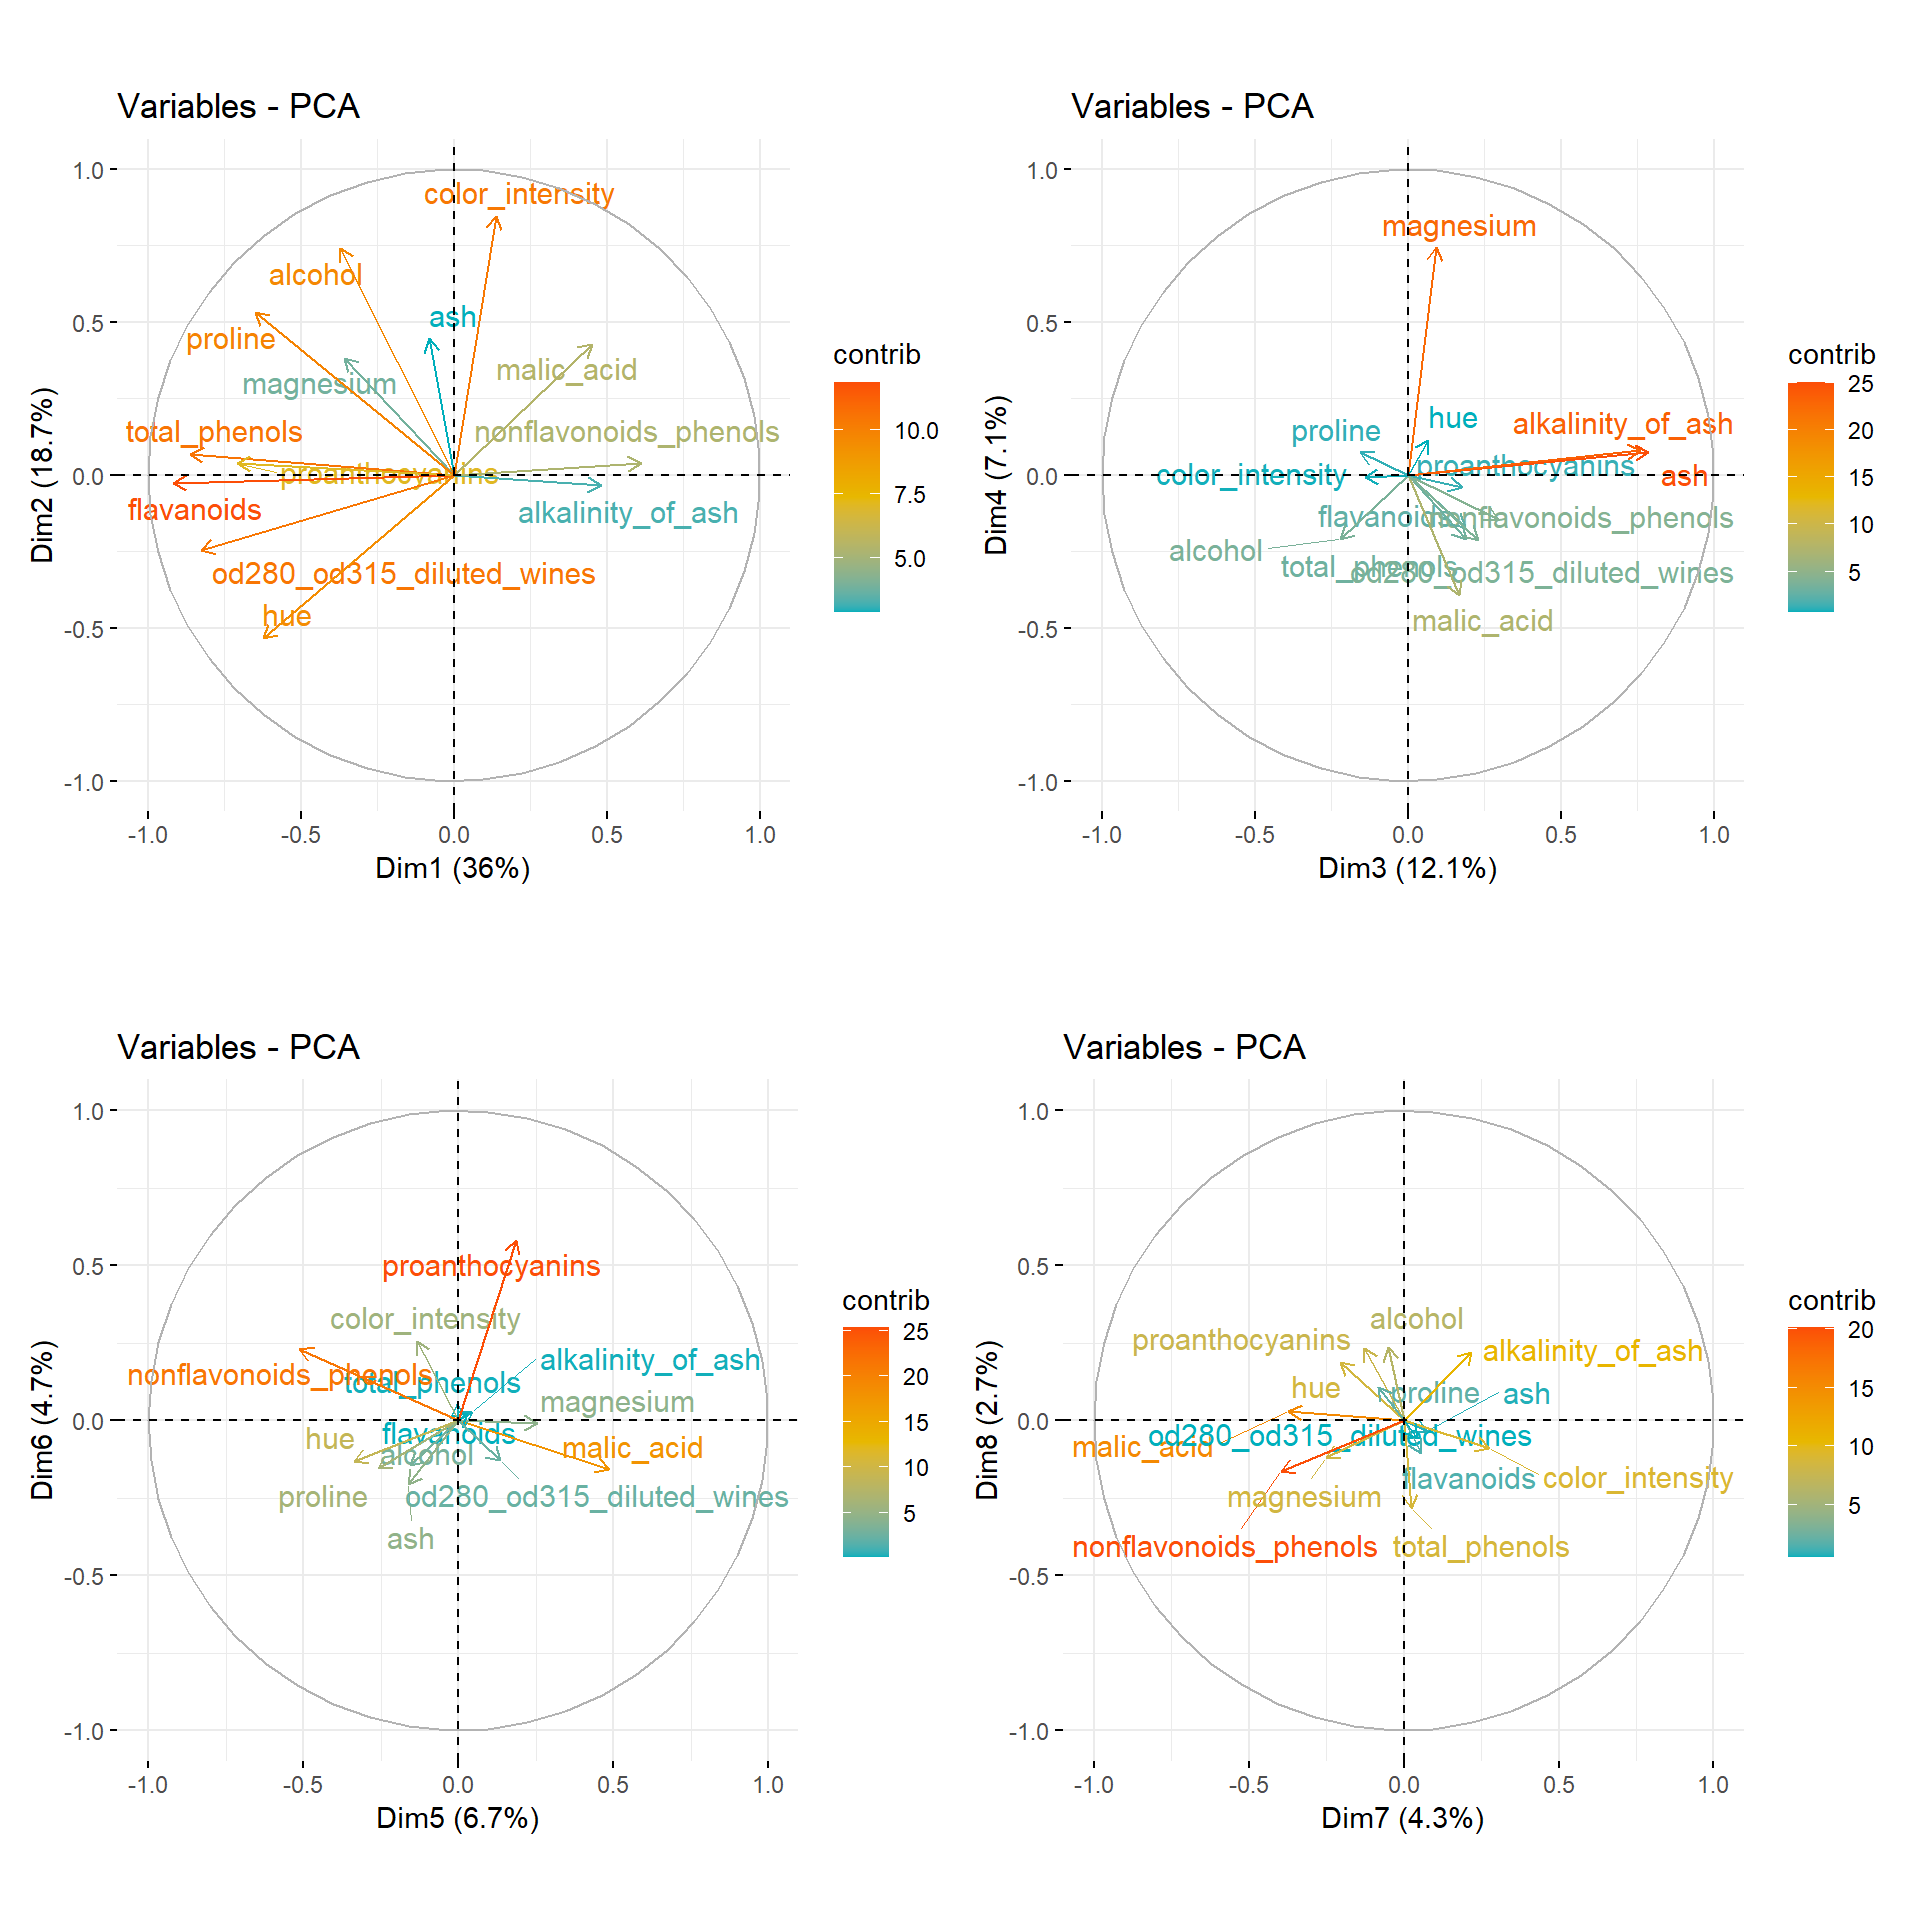 Variables - PCA
1.0
0.5
0.0
-0.5
-1.0
Dim2 (18.7%)
color_intensity
alcohol
ash
proline
malic_acid
magnesium
total_phenols
nonflavonoids_phenols
proanthocyanins
flavanoids
alkalinity_of_ash
od280_od315_diluted_wines
hue
-1.0
-0.5
0.0
0.5
1.0
Dim1 (36%)
contrib
10.0
7.5
5.0
Variables - PCA
1.0
0.5
0.0
-0.5
-1.0
Dim4 (7.1%)
magnesium
hue
alkalinity_of_ash
proline
proanthocyanins
color_intensity
ash
flavanoids
nonflavonoids_phenols
alcohol
total_phenols
od280_od315_diluted_wines
malic_acid
-1.0
-0.5
0.0
0.5
1.0
Dim3 (12.1%)
contrib
25
20
15
10
5
Variables - PCA
1.0
0.5
0.0
-0.5
-1.0
Dim6 (4.7%)
proanthocyanins
color_intensity
alkalinity_of_ash
nonflavonoids_phenols
total_phenols
magnesium
flavanoids
hue
malic_acid
alcohol
proline
od280_od315_diluted_wines
ash
-1.0
-0.5
0.0
0.5
1.0
Dim5 (6.7%)
contrib
25
20
15
10
5
Variables - PCA
1.0
0.5
0.0
-0.5
-1.0
Dim8 (2.7%)
alcohol
proanthocyanins
alkalinity_of_ash
hue
proline
ash
od280_od315_diluted_wines
malic_acid
flavanoids
color_intensity
magnesium
nonflavonoids_phenols
total_phenols
-1.0
-0.5
0.0
0.5
1.0
Dim7 (4.3%)
contrib
20
15
10
5